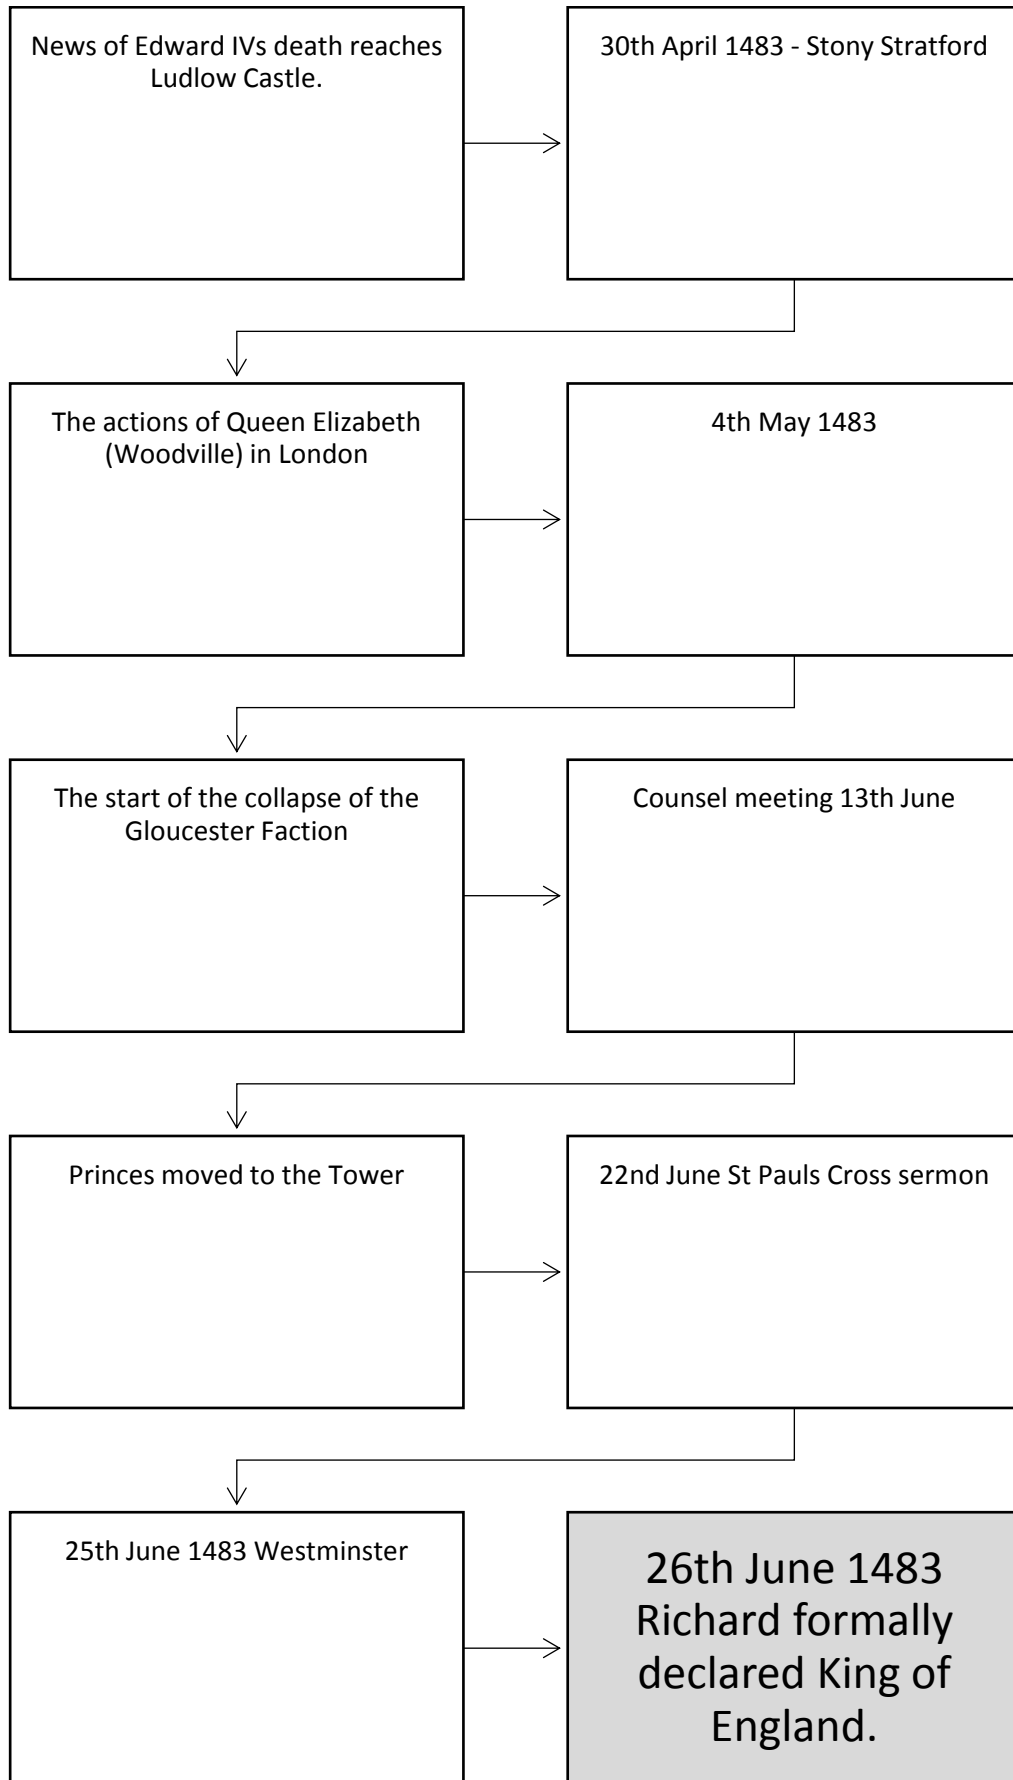 News of Edward IVs death reaches
Ludlow Castle.
30th April 1483 - Stony Stratford
The actions of Queen Elizabeth
(Woodville) in London
4th May 1483
The start of the collapse of the
Gloucester Faction
Counsel meeting 13th June
Princes moved to the Tower
22nd June St Pauls Cross sermon
25th June 1483 Westminster
26th June 1483
Richard formally
declared King of
England.